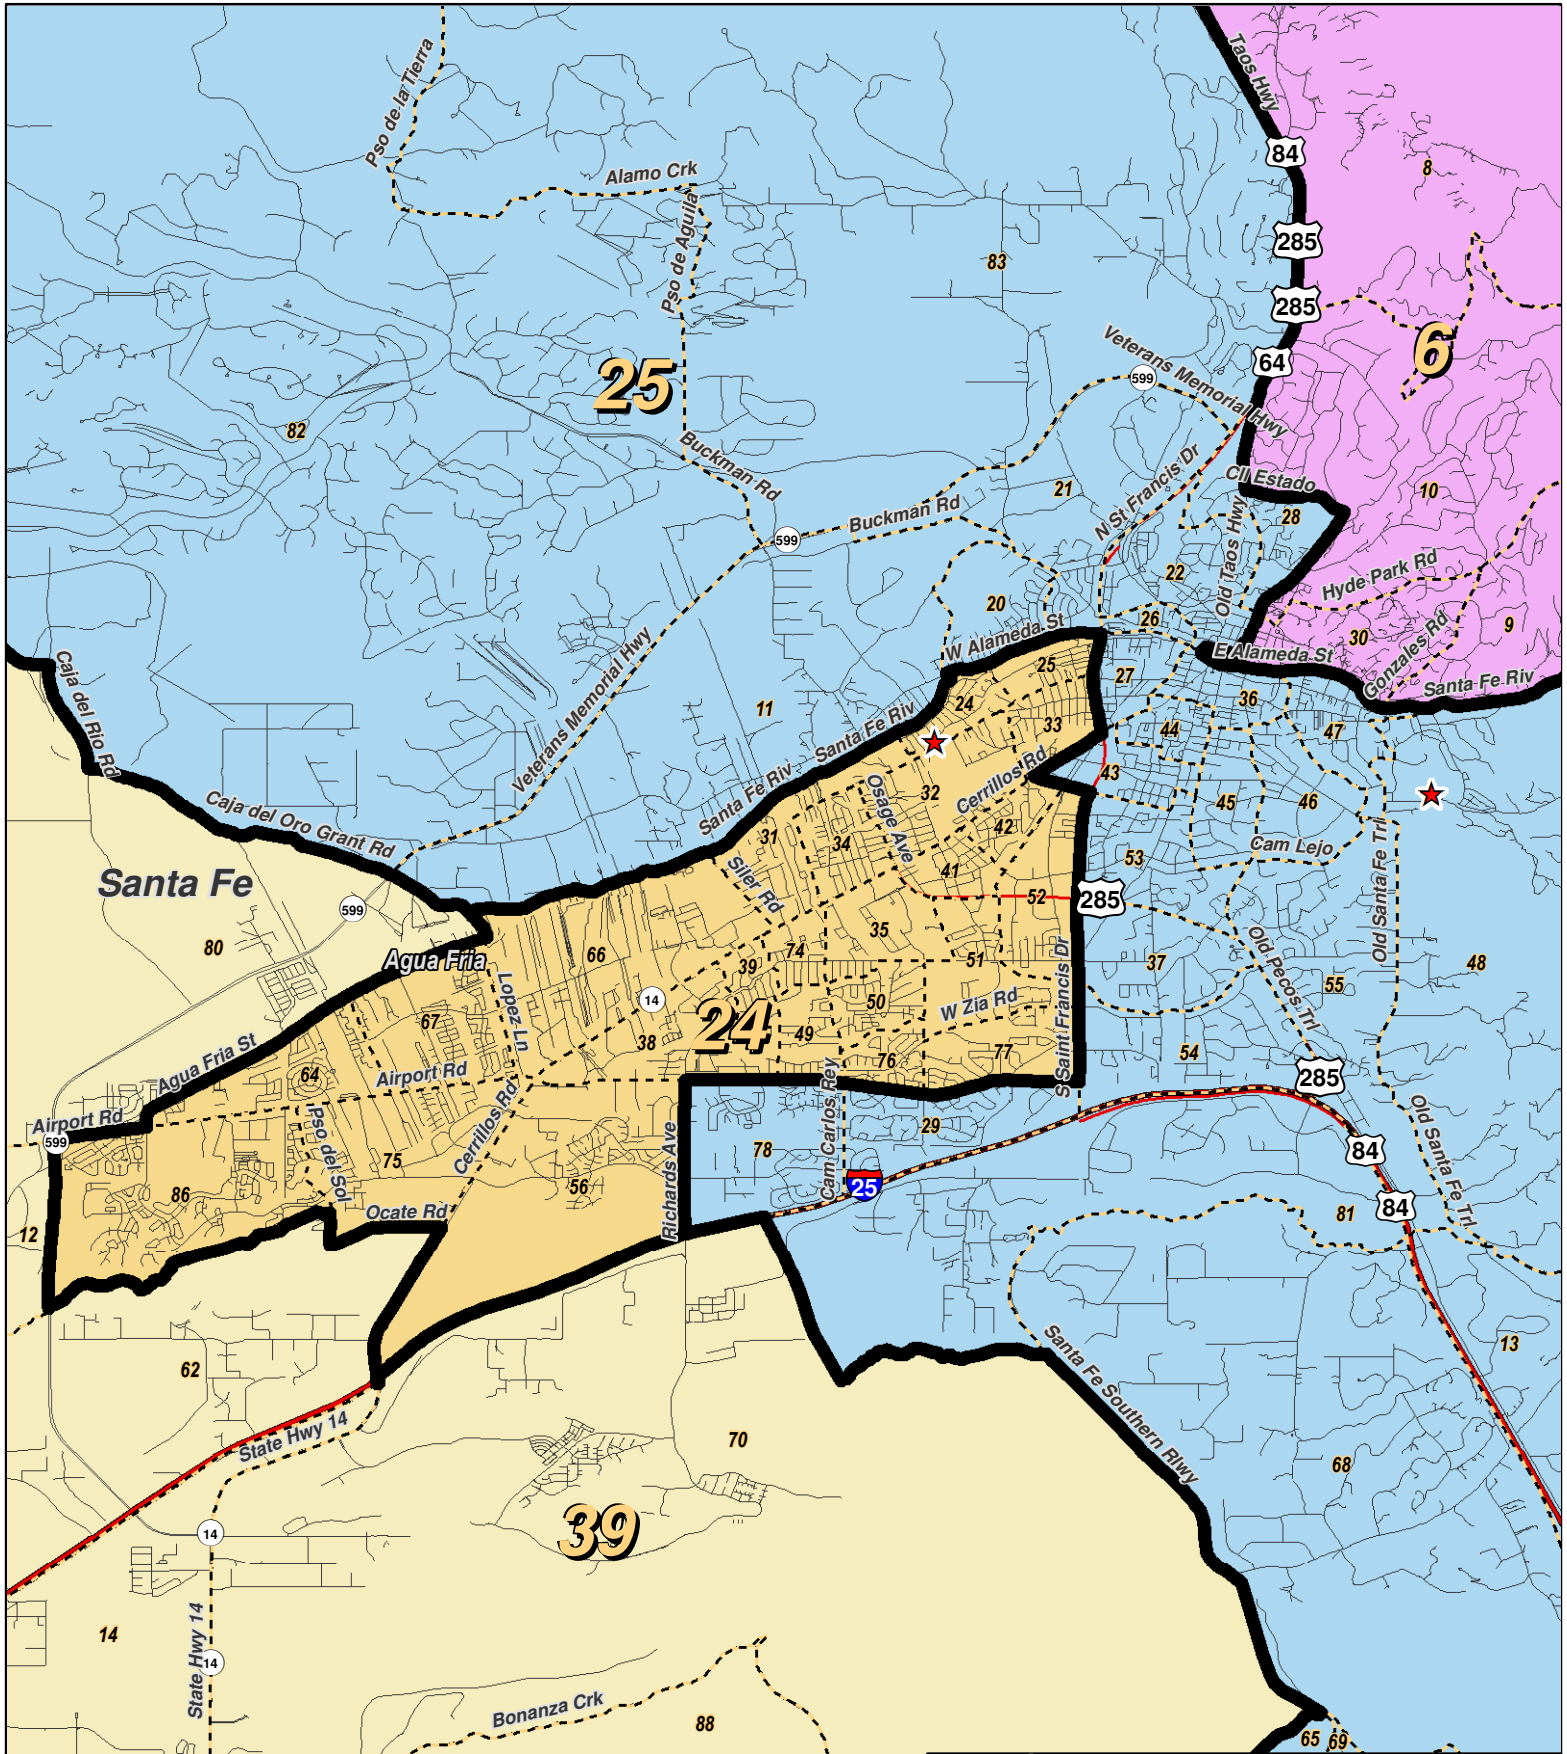 Taos Hwy
Pso de la Tierra
84
8
Alamo Crk
Pso de Aguila
285
83
285
6
Veterans Memorial Hwy
64
599
25
82
Buckman Rd
N St Francis Dr
Cll Estado
21
10
Buckman Rd
28
599
Old Taos Hwy
Hyde Park Rd
22
20
26
30
9
Gonzales Rd
W Alameda St
E Alameda St
Veterans Memorial Hwy
25
27
Santa Fe Riv
Caja del Rio Rd
36
24
11
33
44
47
Santa Fe Riv
Santa Fe Riv
43
Cerrillos Rd
32
Osage Ave
45
46
Caja del Oro Grant Rd
31
34
42
Cam Lejo
53
41
Santa Fe
Siler Rd
52
285
Old Santa Fe Trl
599
35
80
74
66
51
39
37
48
Agua Fria
Old Pecos Trl
55
Lopez Ln
14
50
W Zia Rd
67
24
49
S Saint Francis Dr
38
76
77
54
Agua Fria St
64
Airport Rd
285
Airport Rd
599
Cerrillos Rd
Pso del Sol
Cam Carlos Rey
29
Richards Ave
78
84
Old Santa Fe Trl
75
25
56
86
84
81
Ocate Rd
12
13
62
Santa Fe Southern Rlwy
State Hwy 14
70
68
39
14
14
State Hwy 14
14
Bonanza Crk
88
65
69